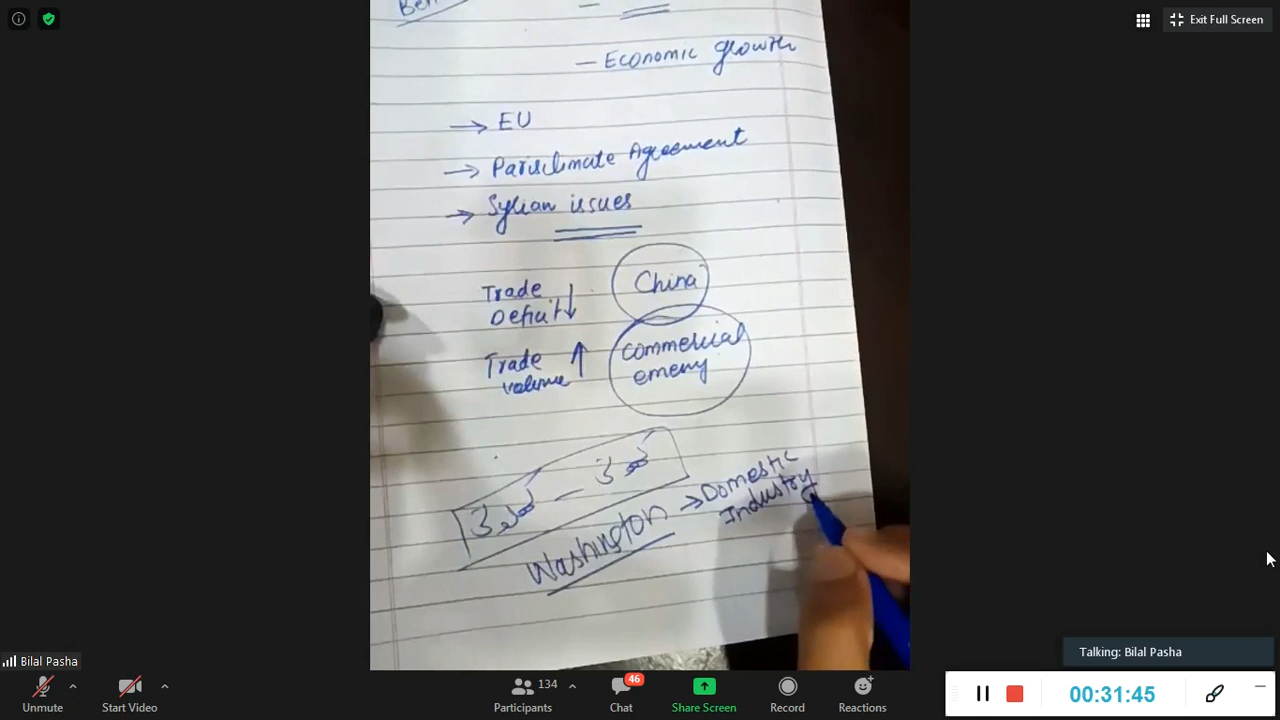 Exit Full Screen
Ben
— Economic growth
→ EU
→ Parisclimate Agreement
→ Syrian issues
Trade Deficit ↓
China
Trade volume ↑
commercial
enemy
Washington → Domestic
Industry
Bilal Pasha
Talking: Bilal Pasha
Unmute
Start Video
134
Participants
46
Chat
Share Screen
Record
Reactions
00:31:45